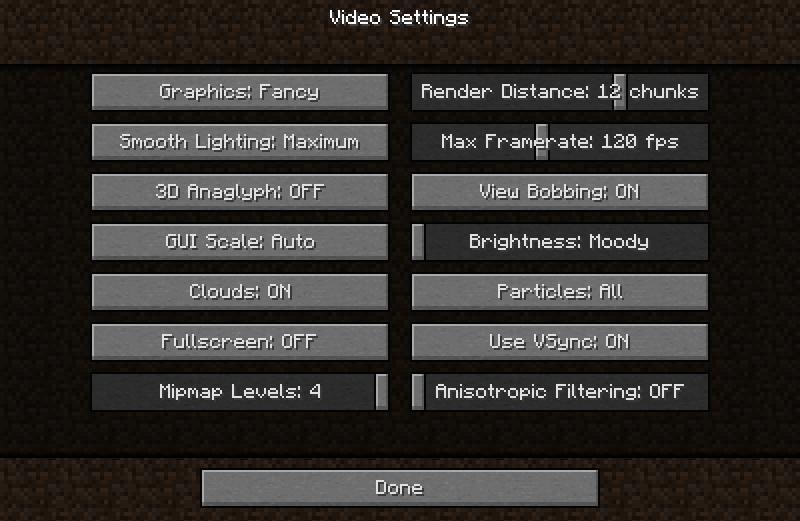 Video Settings
Graphics: Fancy
Render Distance: 12 chunks
Smooth Lighting: Maximum
Max Framerate: 120 fps
3D Anaglyph: OFF
View Bobbing: ON
GUI Scale: Auto
Brightness: Moody
Clouds: ON
Particles: All
Fullscreen: OFF
Use VSync: ON
Mipmap Levels: 4
Anisotropic Filtering: OFF
Done